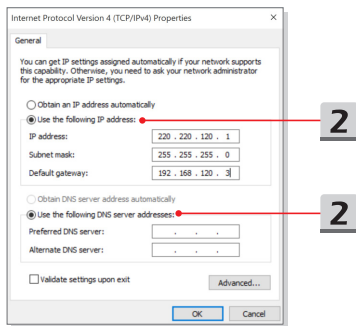 Internet Protocol Version 4 (TCP/IPv4) Properties
General
You can get IP settings assigned automatically if your network supports
this capability. Otherwise, you need to ask your network administrator
for the appropriate IP settings.
Obtain an IP address automatically
Use the following IP address:
2
IP address: 220 . 220 . 120 . 1
Subnet mask: 255 . 255 . 255 . 0
Default gateway: 192 . 168 . 120 . 3
Obtain DNS server address automatically
Use the following DNS server addresses:
2
Preferred DNS server: . . .
Alternate DNS server: . . .
Validate settings upon exit
Advanced...
OK Cancel